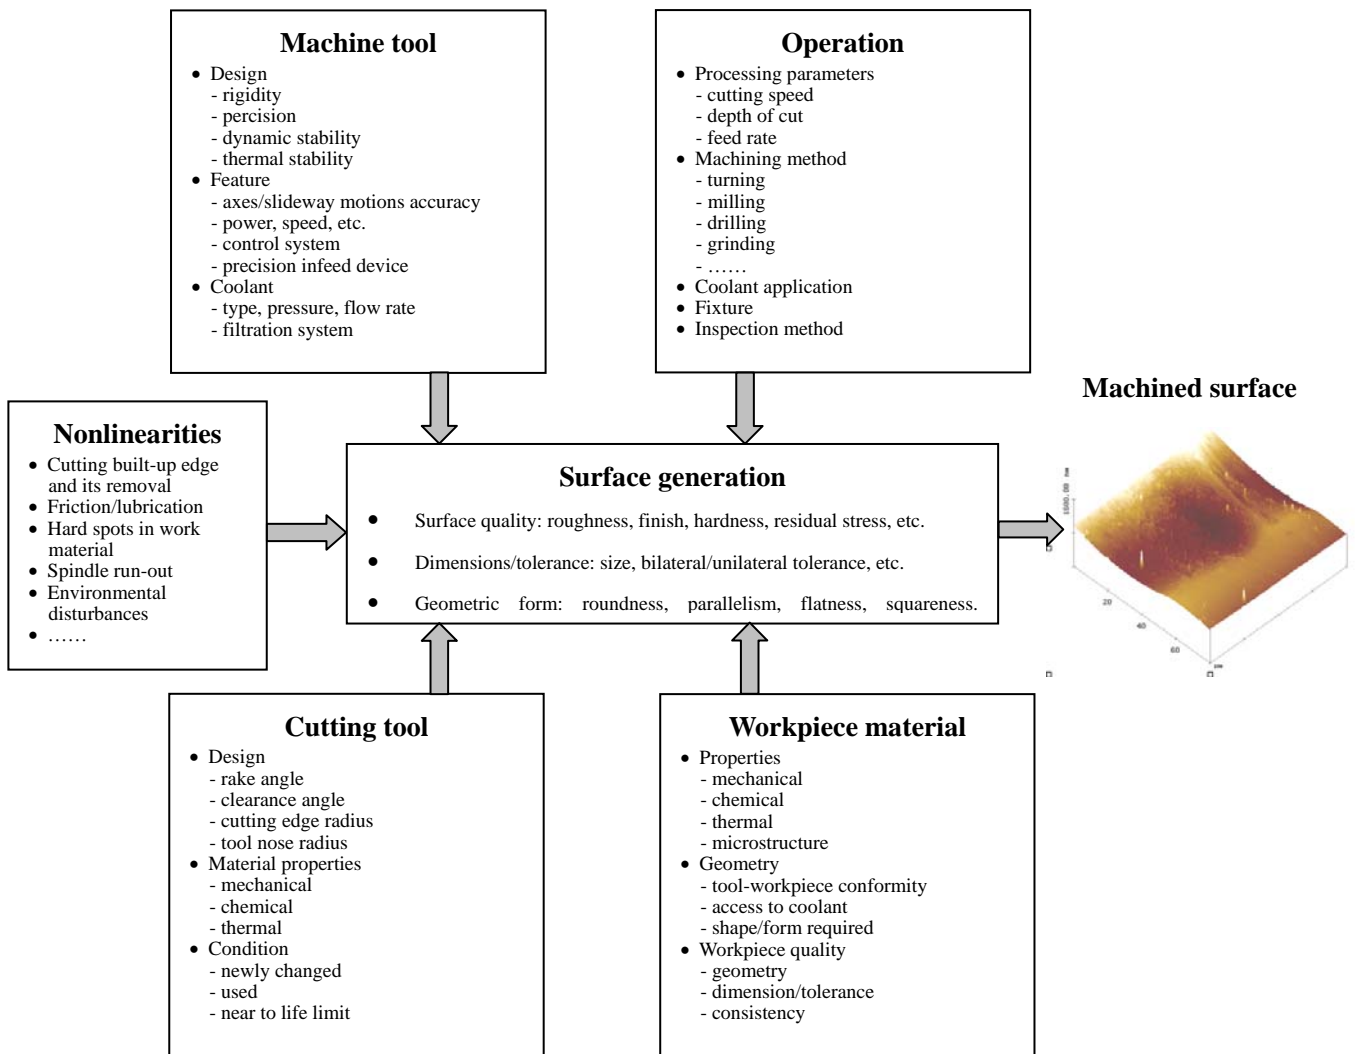 Machine tool
• Design
- rigidity
- percision
- dynamic stability
- thermal stability
• Feature
- axes/slideway motions accuracy
- power, speed, etc.
- control system
- precision infeed device
• Coolant
- type, pressure, flow rate
- filtration system
Operation
• Processing parameters
- cutting speed
- depth of cut
- feed rate
• Machining method
- turning
- milling
- drilling
- grinding
- ……
• Coolant application
• Fixture
• Inspection method
Nonlinearities
• Cutting built-up edge
and its removal
• Friction/lubrication
• Hard spots in work
material
• Spindle run-out
• Environmental
disturbances
• ……
Surface generation
• Surface quality: roughness, finish, hardness, residual stress, etc.
• Dimensions/tolerance: size, bilateral/unilateral tolerance, etc.
• Geometric form: roundness, parallelism, flatness, squareness.
Machined surface
1000.00 nm
20
40
60
Cutting tool
• Design
- rake angle
- clearance angle
- cutting edge radius
- tool nose radius
• Material properties
- mechanical
- chemical
- thermal
• Condition
- newly changed
- used
- near to life limit
Workpiece material
• Properties
- mechanical
- chemical
- thermal
- microstructure
• Geometry
- tool-workpiece conformity
- access to coolant
- shape/form required
• Workpiece quality
- geometry
- dimension/tolerance
- consistency